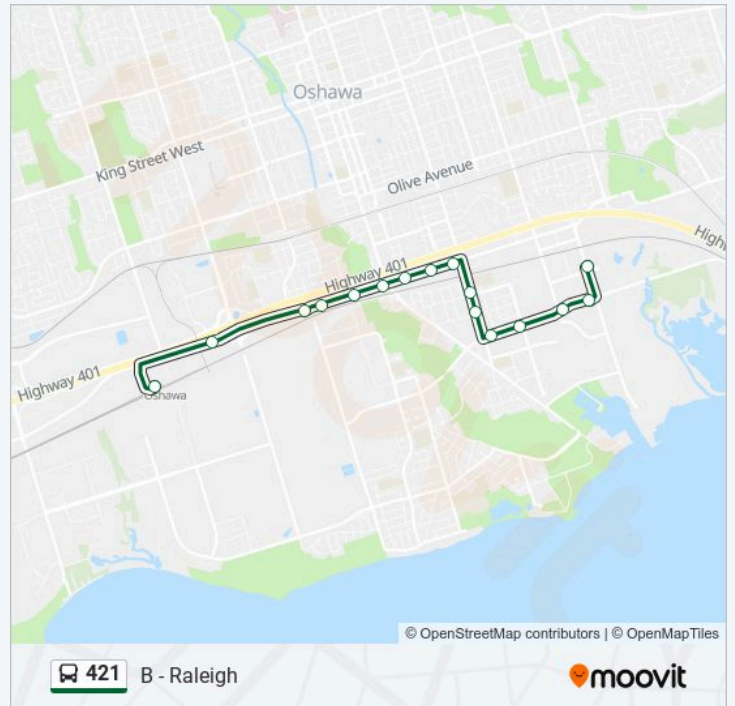 Oshawa
King Street West
Olive Avenue
Highway 401
Highw
Highway 401
Oshawa
© OpenStreetMap contributors | © OpenMapTiles
421 B - Raleigh
moovit